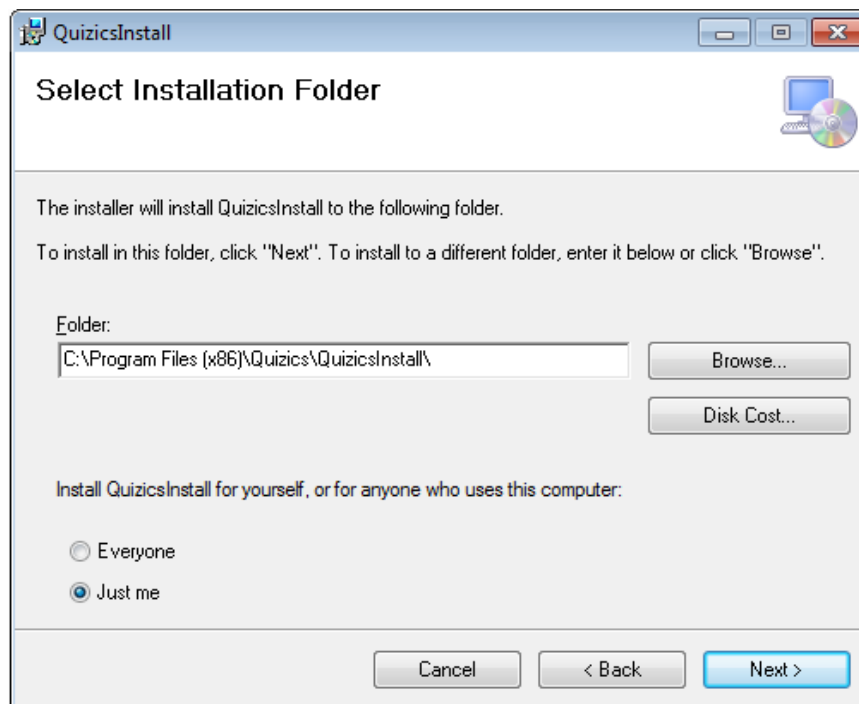 QuizicsInstall
Select Installation Folder
The installer will install QuizicsInstall to the following folder.
To install in this folder, click "Next". To install to a different folder, enter it below or click "Browse".
Folder:
C:\Program Files (x86)\Quizics\QuizicsInstall\
Browse...
Disk Cost...
Install QuizicsInstall for yourself, or for anyone who uses this computer:
Everyone
Just me
Cancel
< Back
Next >